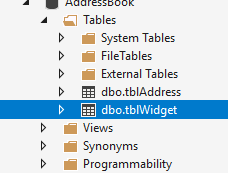 AddressBook
Tables
System Tables
FileTables
External Tables
dbo.tblAddress
dbo.tblWidget
Views
Synonyms
Programmability